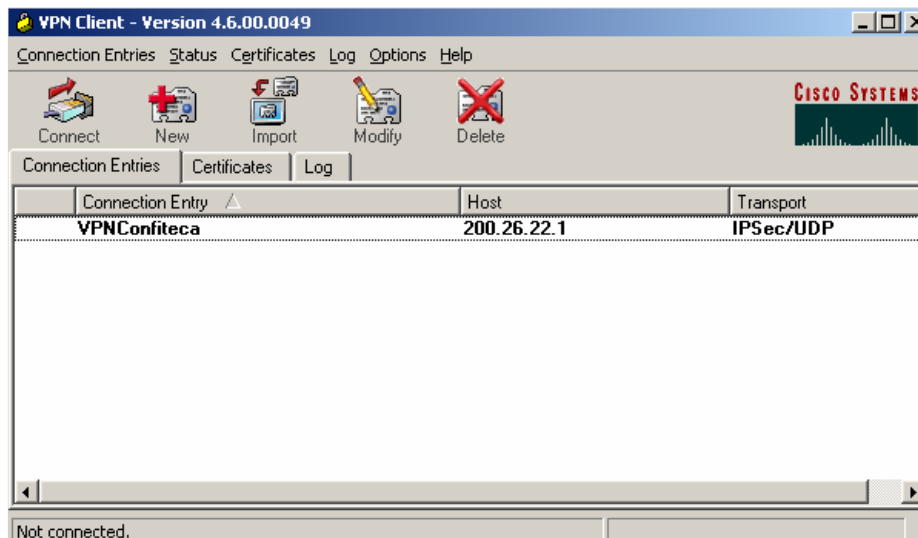 VPN Client - Version 4.6.00.0049
Connection Entries Status Certificates Log Options Help
Connect New Import Modify Delete
CISCO SYSTEMS
Connection Entries Certificates Log
Connection Entry Host Transport
VPNConfiteca 200.26.22.1 IPSec/UDP
Not connected.